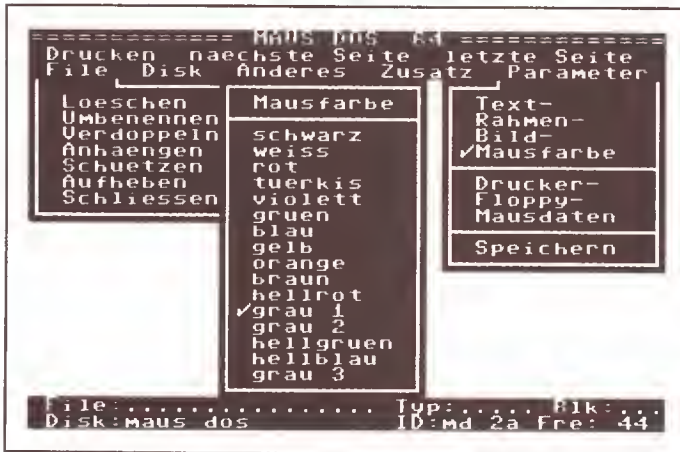 ============ MAUS DOS 64 ============
Drucken naechste Seite letzte Seite
File Disk Anderes Zusatz Parameter
Loeschen
Umbenennen
Verdoppeln
Anhaengen
Schuetzen
Aufheben
Schliessen
Mausfarbe
schwarz
weiss
rot
tuerkis
violett
gruen
blau
gelb
orange
braun
hellrot
✓grau 1
grau 2
hellgruen
hellblau
grau 3
Text-
Rahmen-
Bild-
✓Mausfarbe
Drucker-
Floppy-
Mausdaten
Speichern
File:................. Typ:..... Blk:...
Disk:maus dos ID:md 2a Fre: 44